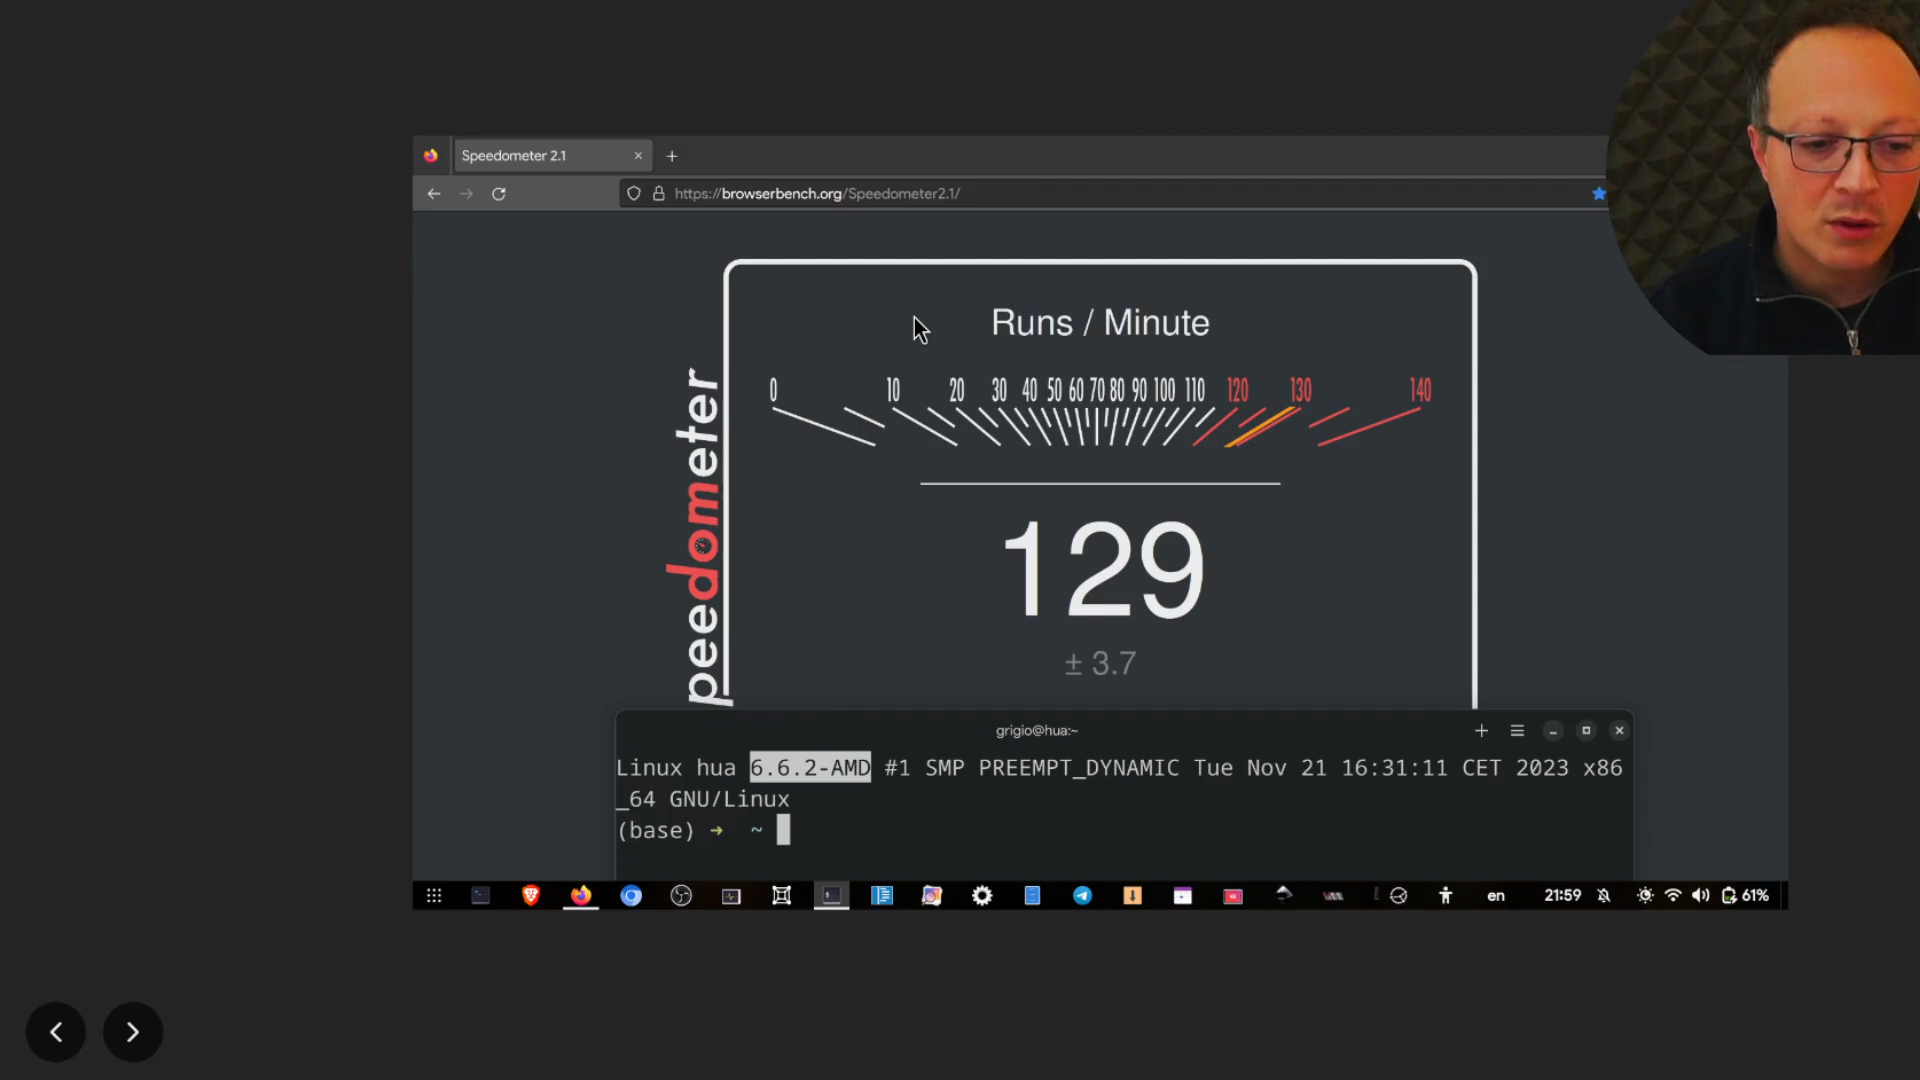 Speedometer 2.1
https://browserbench.org/Speedometer2.1/
Runs / Minute
0 10 20 30 40 50 60 70 80 90 100 110 120 130 140
peedometer
129
± 3.7
grigio@hua:~
Linux hua 6.6.2-AMD #1 SMP PREEMPT_DYNAMIC Tue Nov 21 16:31:11 CET 2023 x86
_64 GNU/Linux
(base) ➜ ~
en 21:59 61%